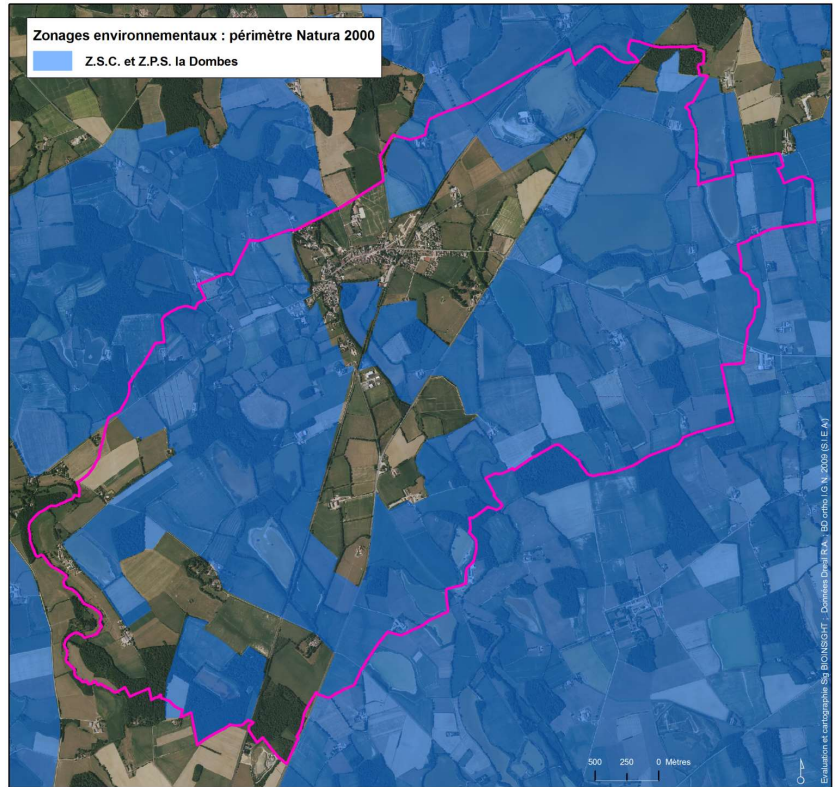 Zonages environnementaux : périmètre Natura 2000
Z.S.C. et Z.P.S. la Dombes
500 250 0 Mètres
Evaluation et cartographie Sig BIOINSIGHT , Données Dreal R.A., BD ortho I.G.N. 2009 (S.I.E.A.)